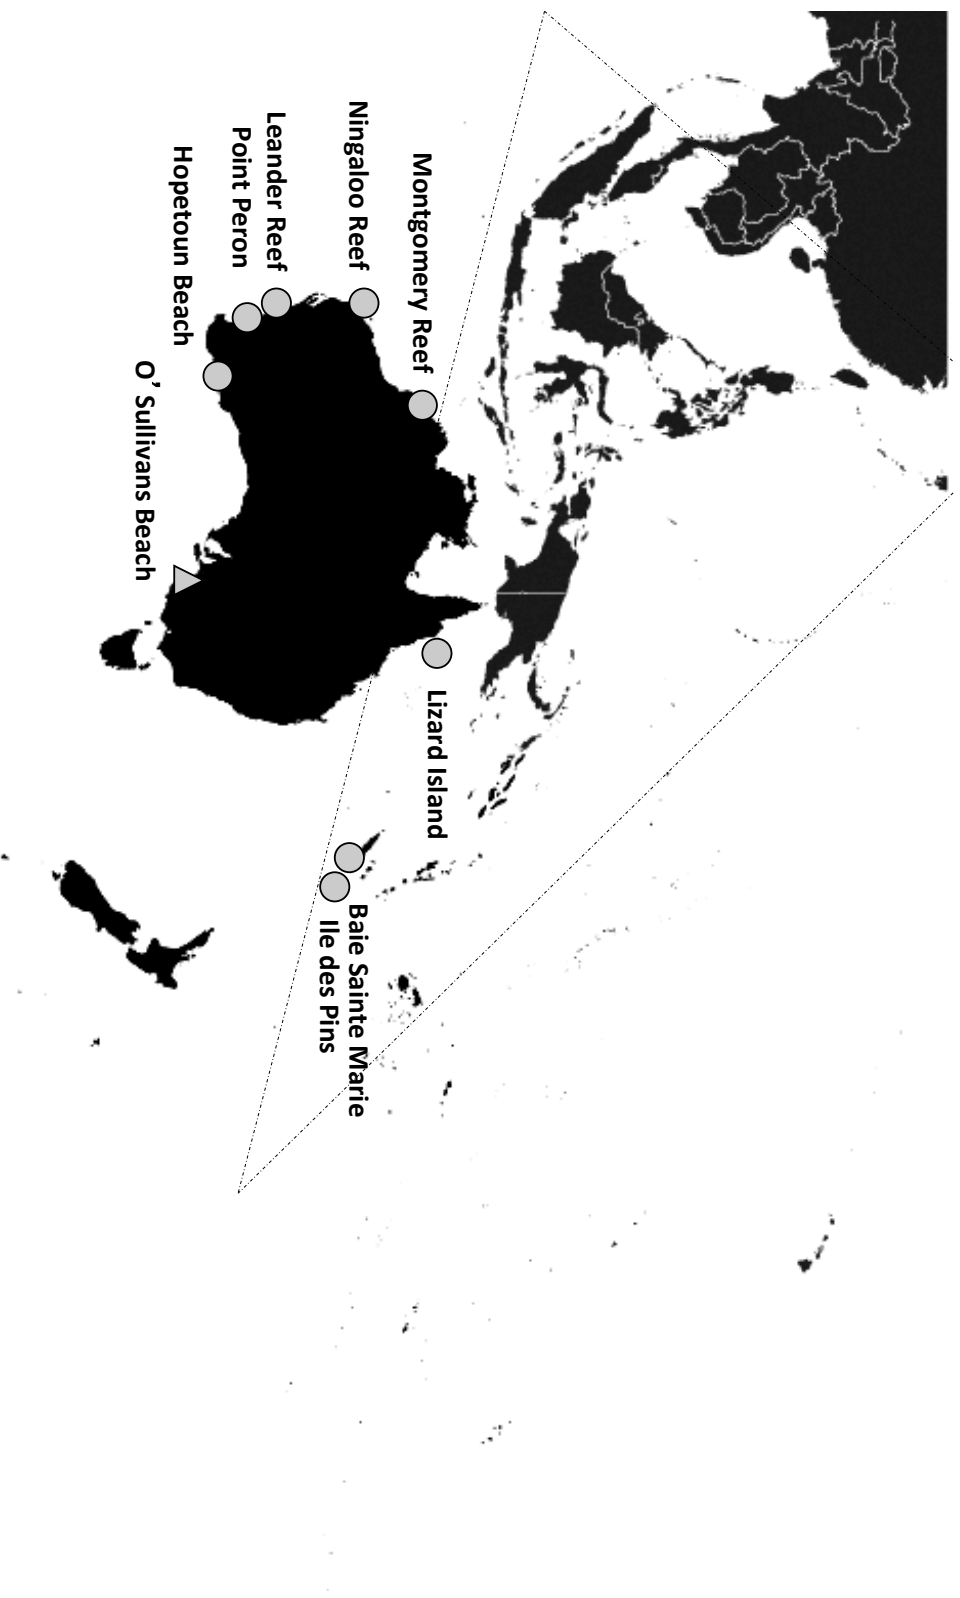 Montgomery Reef
Ningaloo Reef
Leander Reef
Point Peron
Hopetoun Beach
O’ Sullivans Beach
Lizard Island
Baie Sainte Marie
Ile des Pins